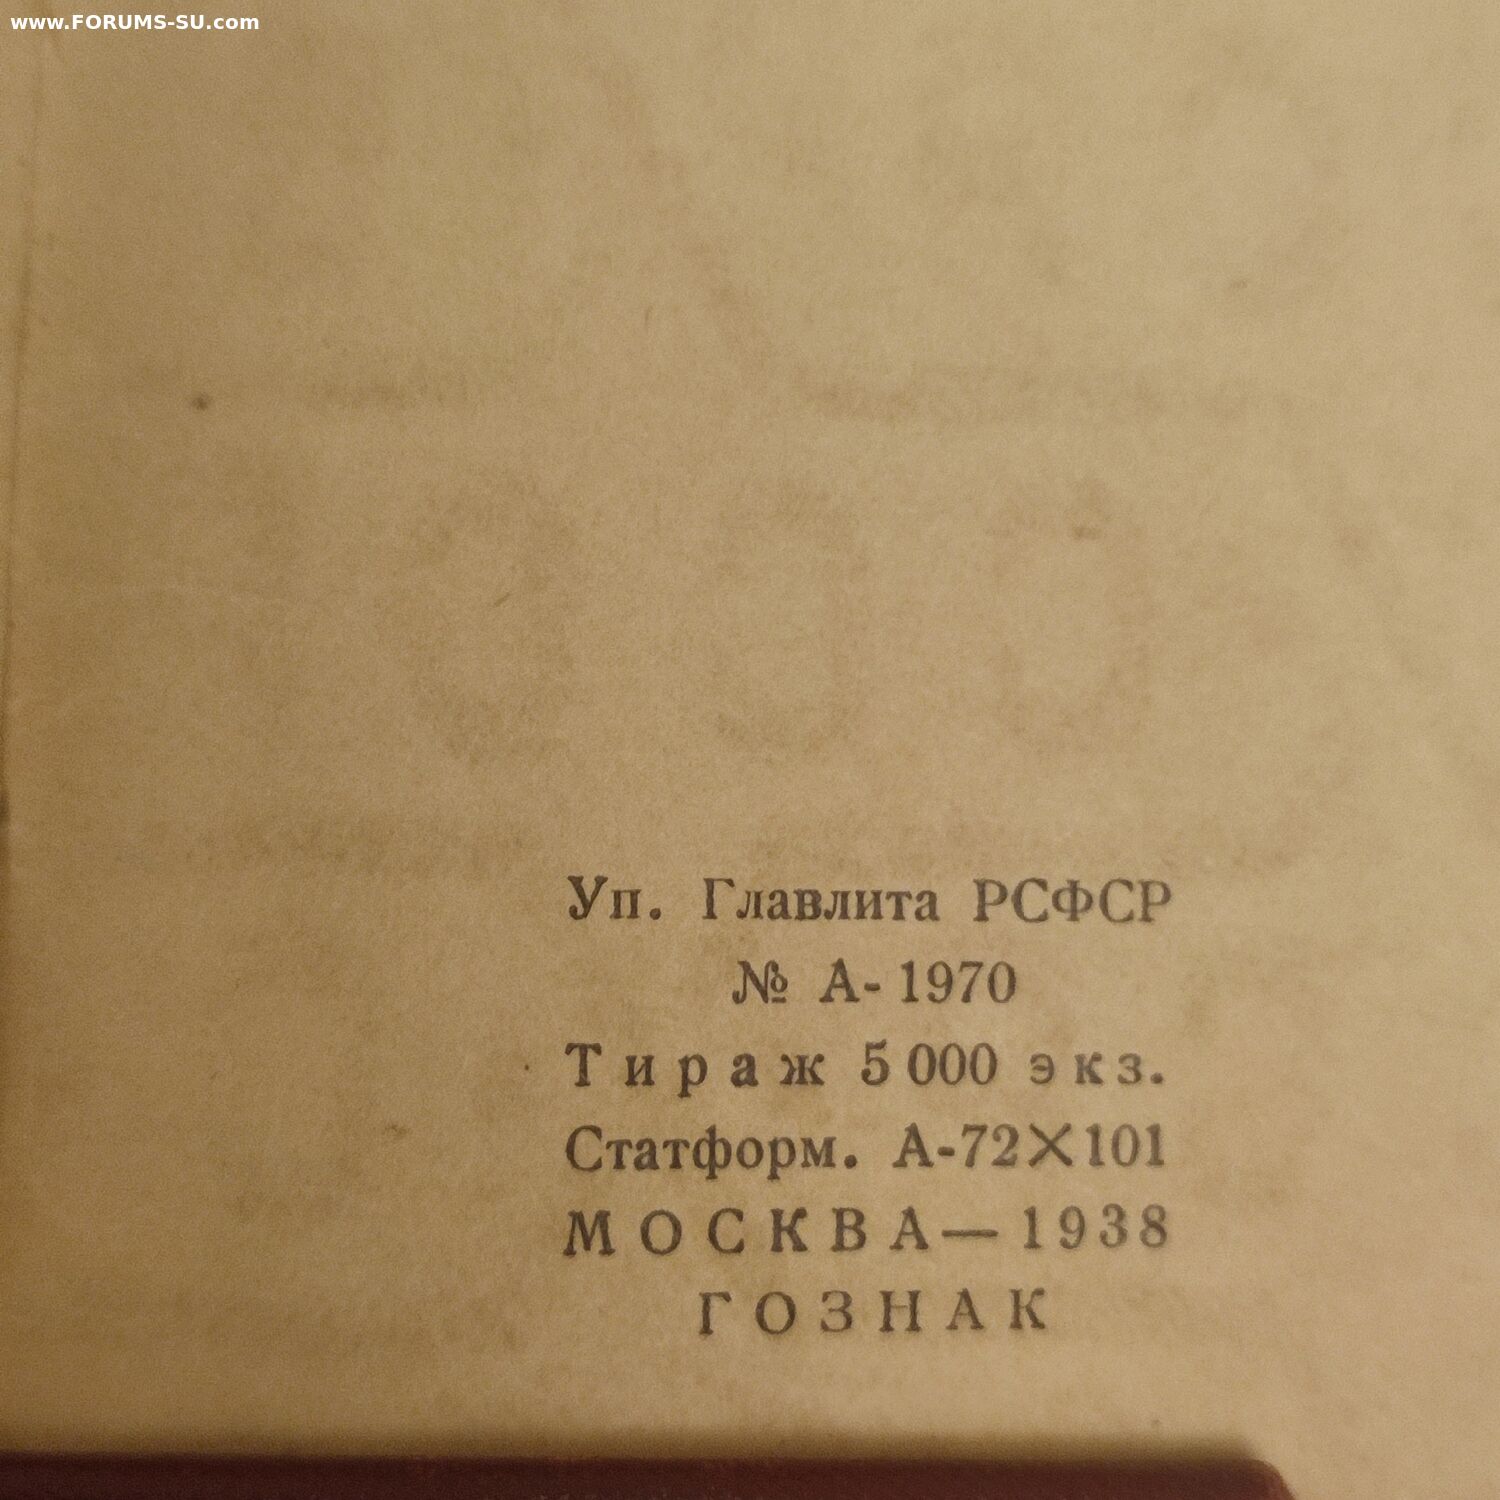 www.FORUMS-SU.com
Уп. Главлита РСФСР
№ А-1970
Тираж 5000 экз.
Статформ. А-72×101
МОСКВА—1938
ГОЗНАК